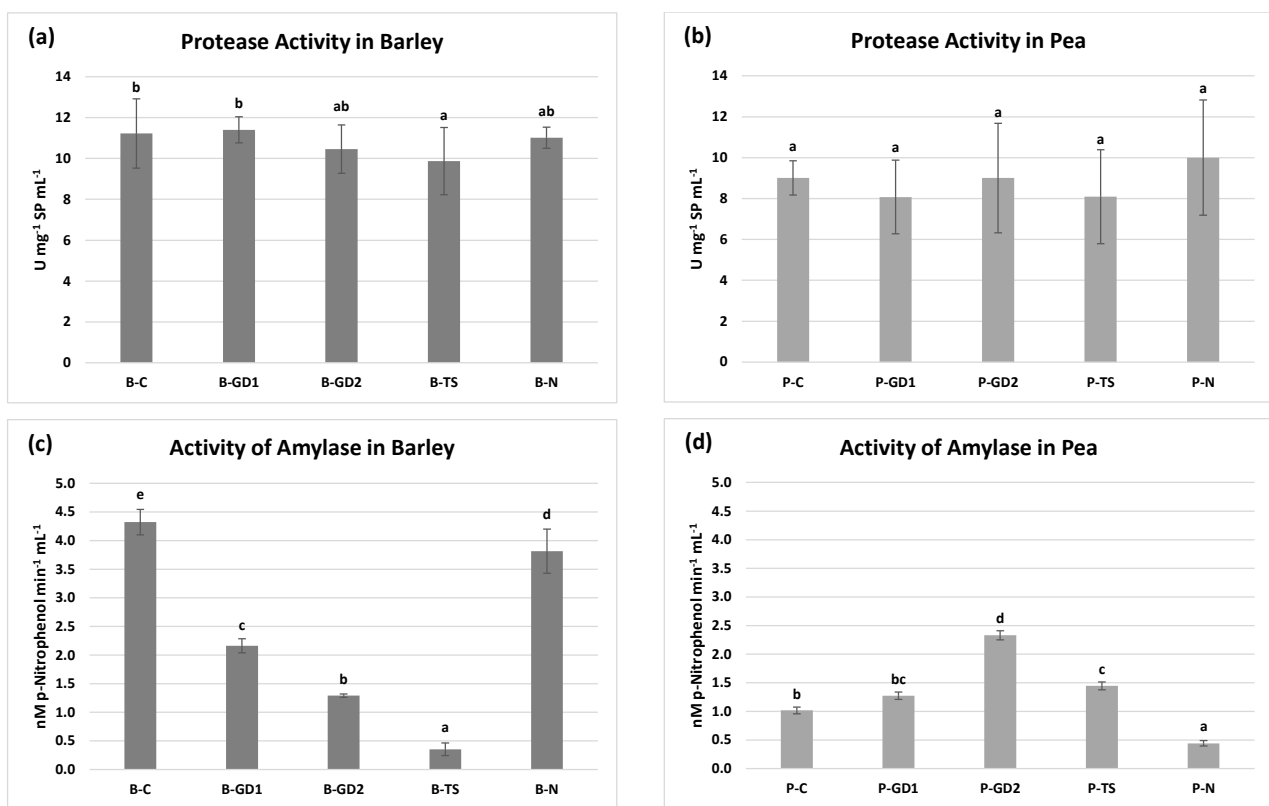 (a)
Protease Activity in Barley
U mg⁻¹ SP mL⁻¹
14
12
10
8
6
4
2
0
b
b
ab
a
ab
B-C B-GD1 B-GD2 B-TS B-N
(b)
Protease Activity in Pea
U mg⁻¹ SP mL⁻¹
14
12
10
8
6
4
2
0
a
a
a
a
a
P-C P-GD1 P-GD2 P-TS P-N
(c)
Activity of Amylase in Barley
nM p-Nitrophenol min⁻¹ mL⁻¹
5.0
4.5
4.0
3.5
3.0
2.5
2.0
1.5
1.0
0.5
0.0
e
c
b
a
d
B-C B-GD1 B-GD2 B-TS B-N
(d)
Activity of Amylase in Pea
nM p-Nitrophenol min⁻¹ mL⁻¹
5.0
4.5
4.0
3.5
3.0
2.5
2.0
1.5
1.0
0.5
0.0
b
bc
d
c
a
P-C P-GD1 P-GD2 P-TS P-N